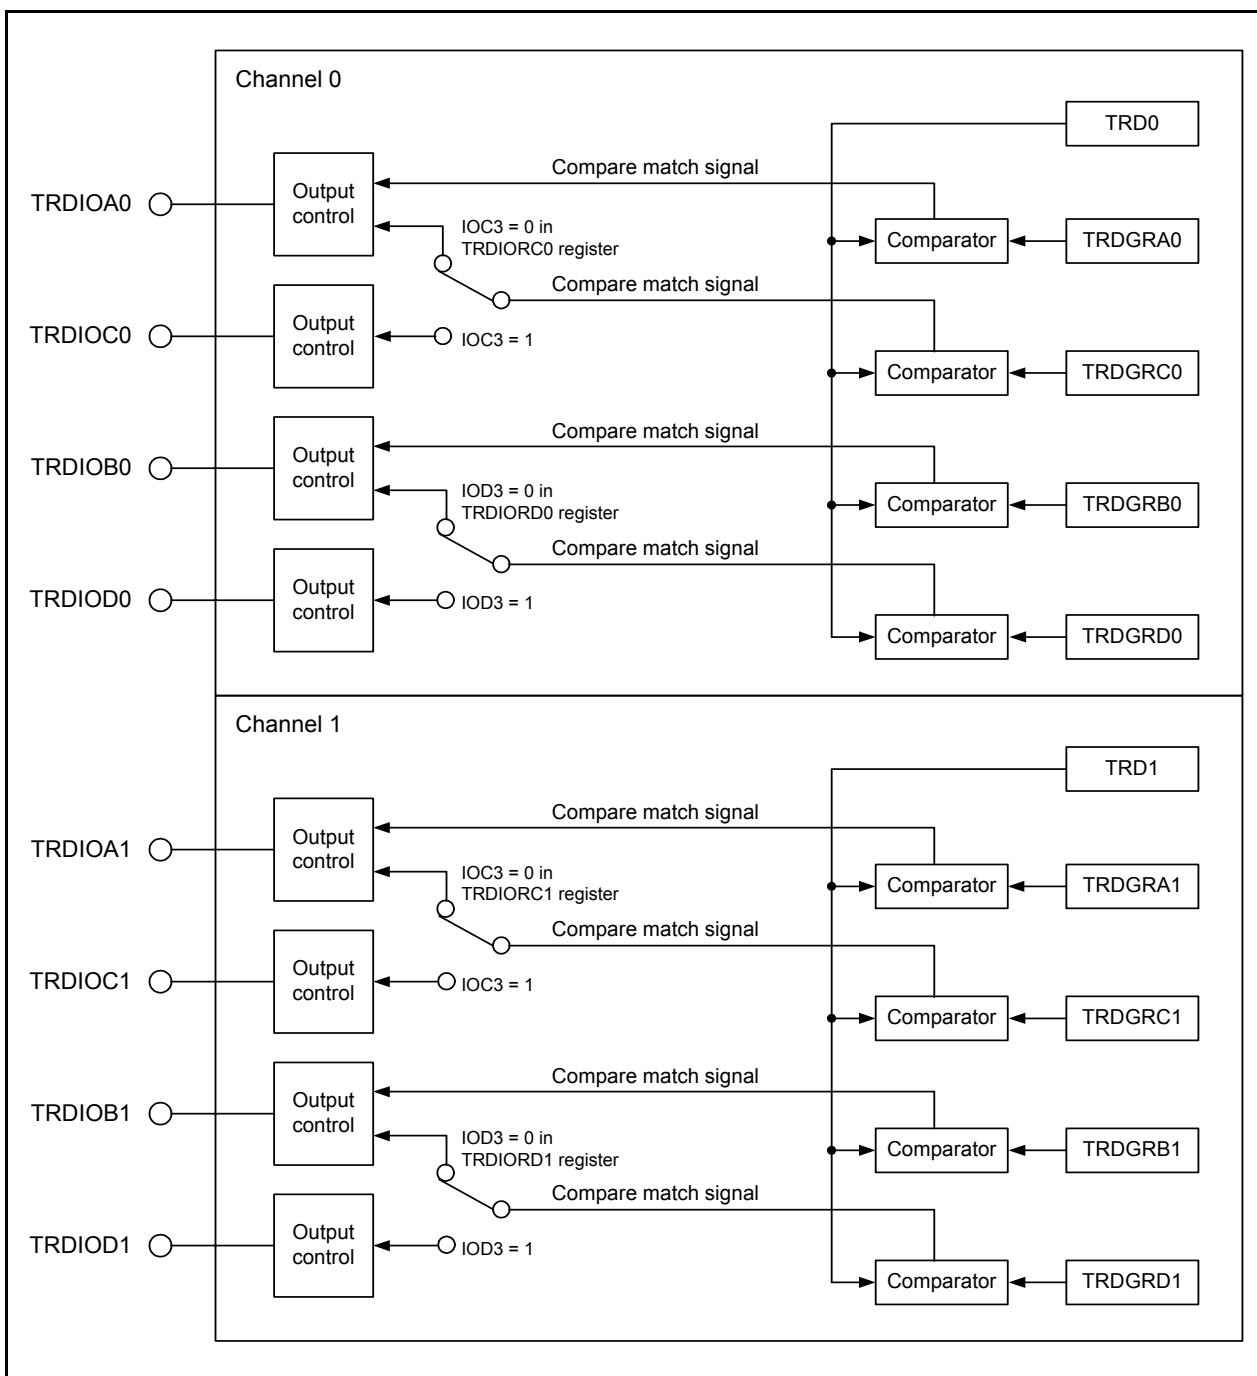 Channel 0
TRD0
Compare match signal
TRDIOA0
Output
control
IOC3 = 0 in
TRDIORC0 register
Comparator
TRDGRA0
Compare match signal
TRDIOC0
Output
control
IOC3 = 1
Comparator
TRDGRC0
Compare match signal
TRDIOB0
Output
control
IOD3 = 0 in
TRDIORD0 register
Comparator
TRDGRB0
Compare match signal
TRDIOD0
Output
control
IOD3 = 1
Comparator
TRDGRD0
Channel 1
TRD1
Compare match signal
TRDIOA1
Output
control
IOC3 = 0 in
TRDIORC1 register
Comparator
TRDGRA1
Compare match signal
TRDIOC1
Output
control
IOC3 = 1
Comparator
TRDGRC1
Compare match signal
TRDIOB1
Output
control
IOD3 = 0 in
TRDIORD1 register
Comparator
TRDGRB1
Compare match signal
TRDIOD1
Output
control
IOD3 = 1
Comparator
TRDGRD1